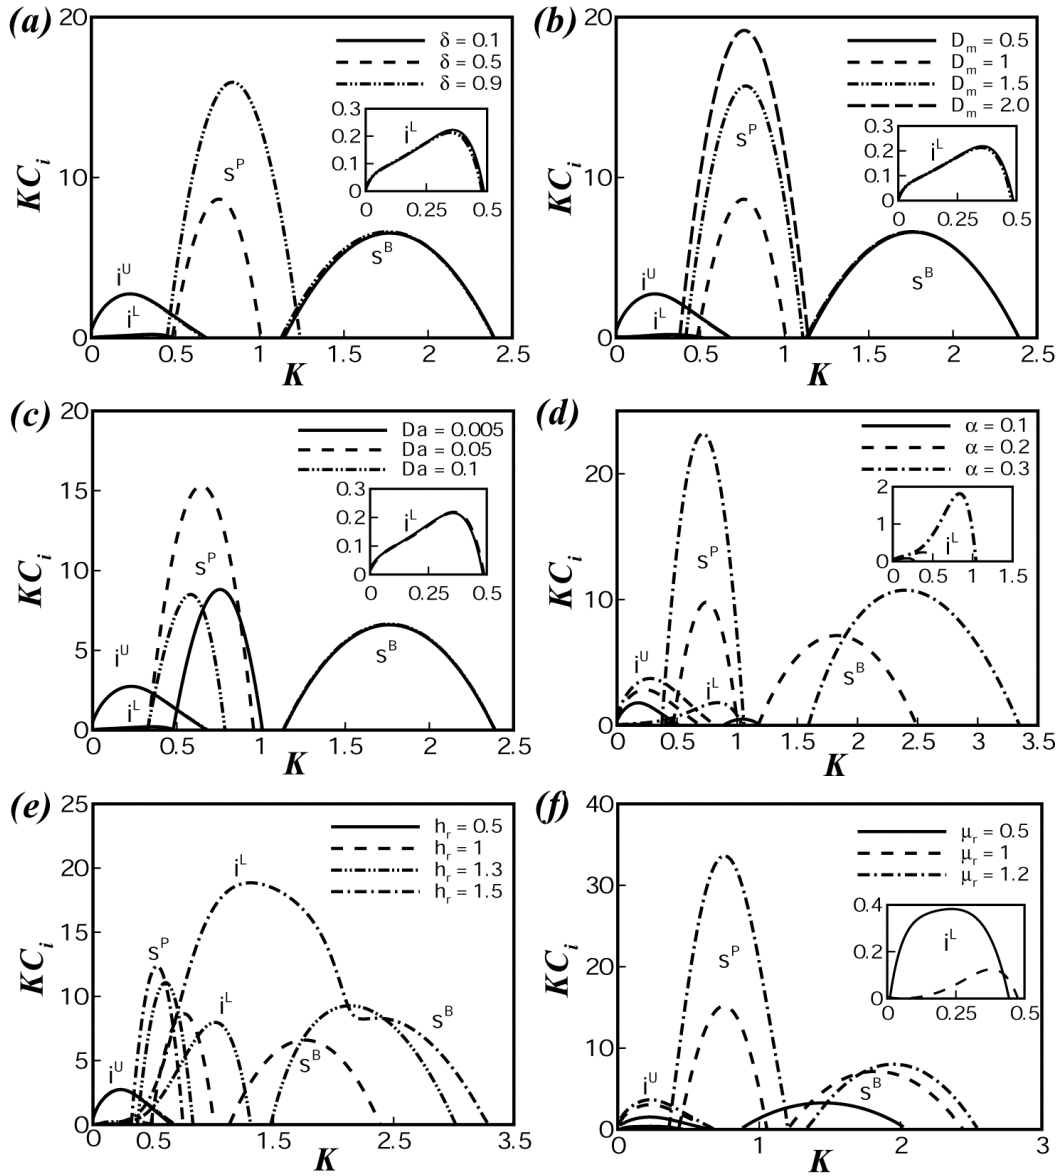 (a)
20
10
0
KC_i
δ = 0.1
δ = 0.5
δ = 0.9
0.3
0.2
0.1
0
i^L
0 0.25 0.5
s^P
i^U
i^L
s^B
0 0.5 1 1.5 2 2.5
K
(b)
20
10
0
KC_i
D_m = 0.5
D_m = 1
D_m = 1.5
D_m = 2.0
0.3
0.2
0.1
0
i^L
0 0.25 0.5
s^P
i^U
i^L
s^B
0 0.5 1 1.5 2 2.5
K
(c)
20
15
10
5
0
KC_i
Da = 0.005
Da = 0.05
Da = 0.1
0.3
0.2
0.1
0
i^L
0 0.25 0.5
s^P
i^U
i^L
s^B
0 0.5 1 1.5 2 2.5
K
(d)
20
10
0
KC_i
α = 0.1
α = 0.2
α = 0.3
2
1
0
i^L
0 0.5 1 1.5
s^P
i^U
i^L
s^B
0 0.5 1 1.5 2 2.5 3 3.5
K
(e)
25
20
15
10
5
0
KC_i
h_r = 0.5
h_r = 1
h_r = 1.3
h_r = 1.5
i^L
s^P
i^L
s^B
s^B
i^U
0.5 1.5 2.5 3.5
K
(f)
40
30
20
10
0
KC_i
μ_r = 0.5
μ_r = 1
μ_r = 1.2
0.4
0.2
0
i^L
0 0.25 0.5
s^P
i^U
s^B
0 1 2 3
K